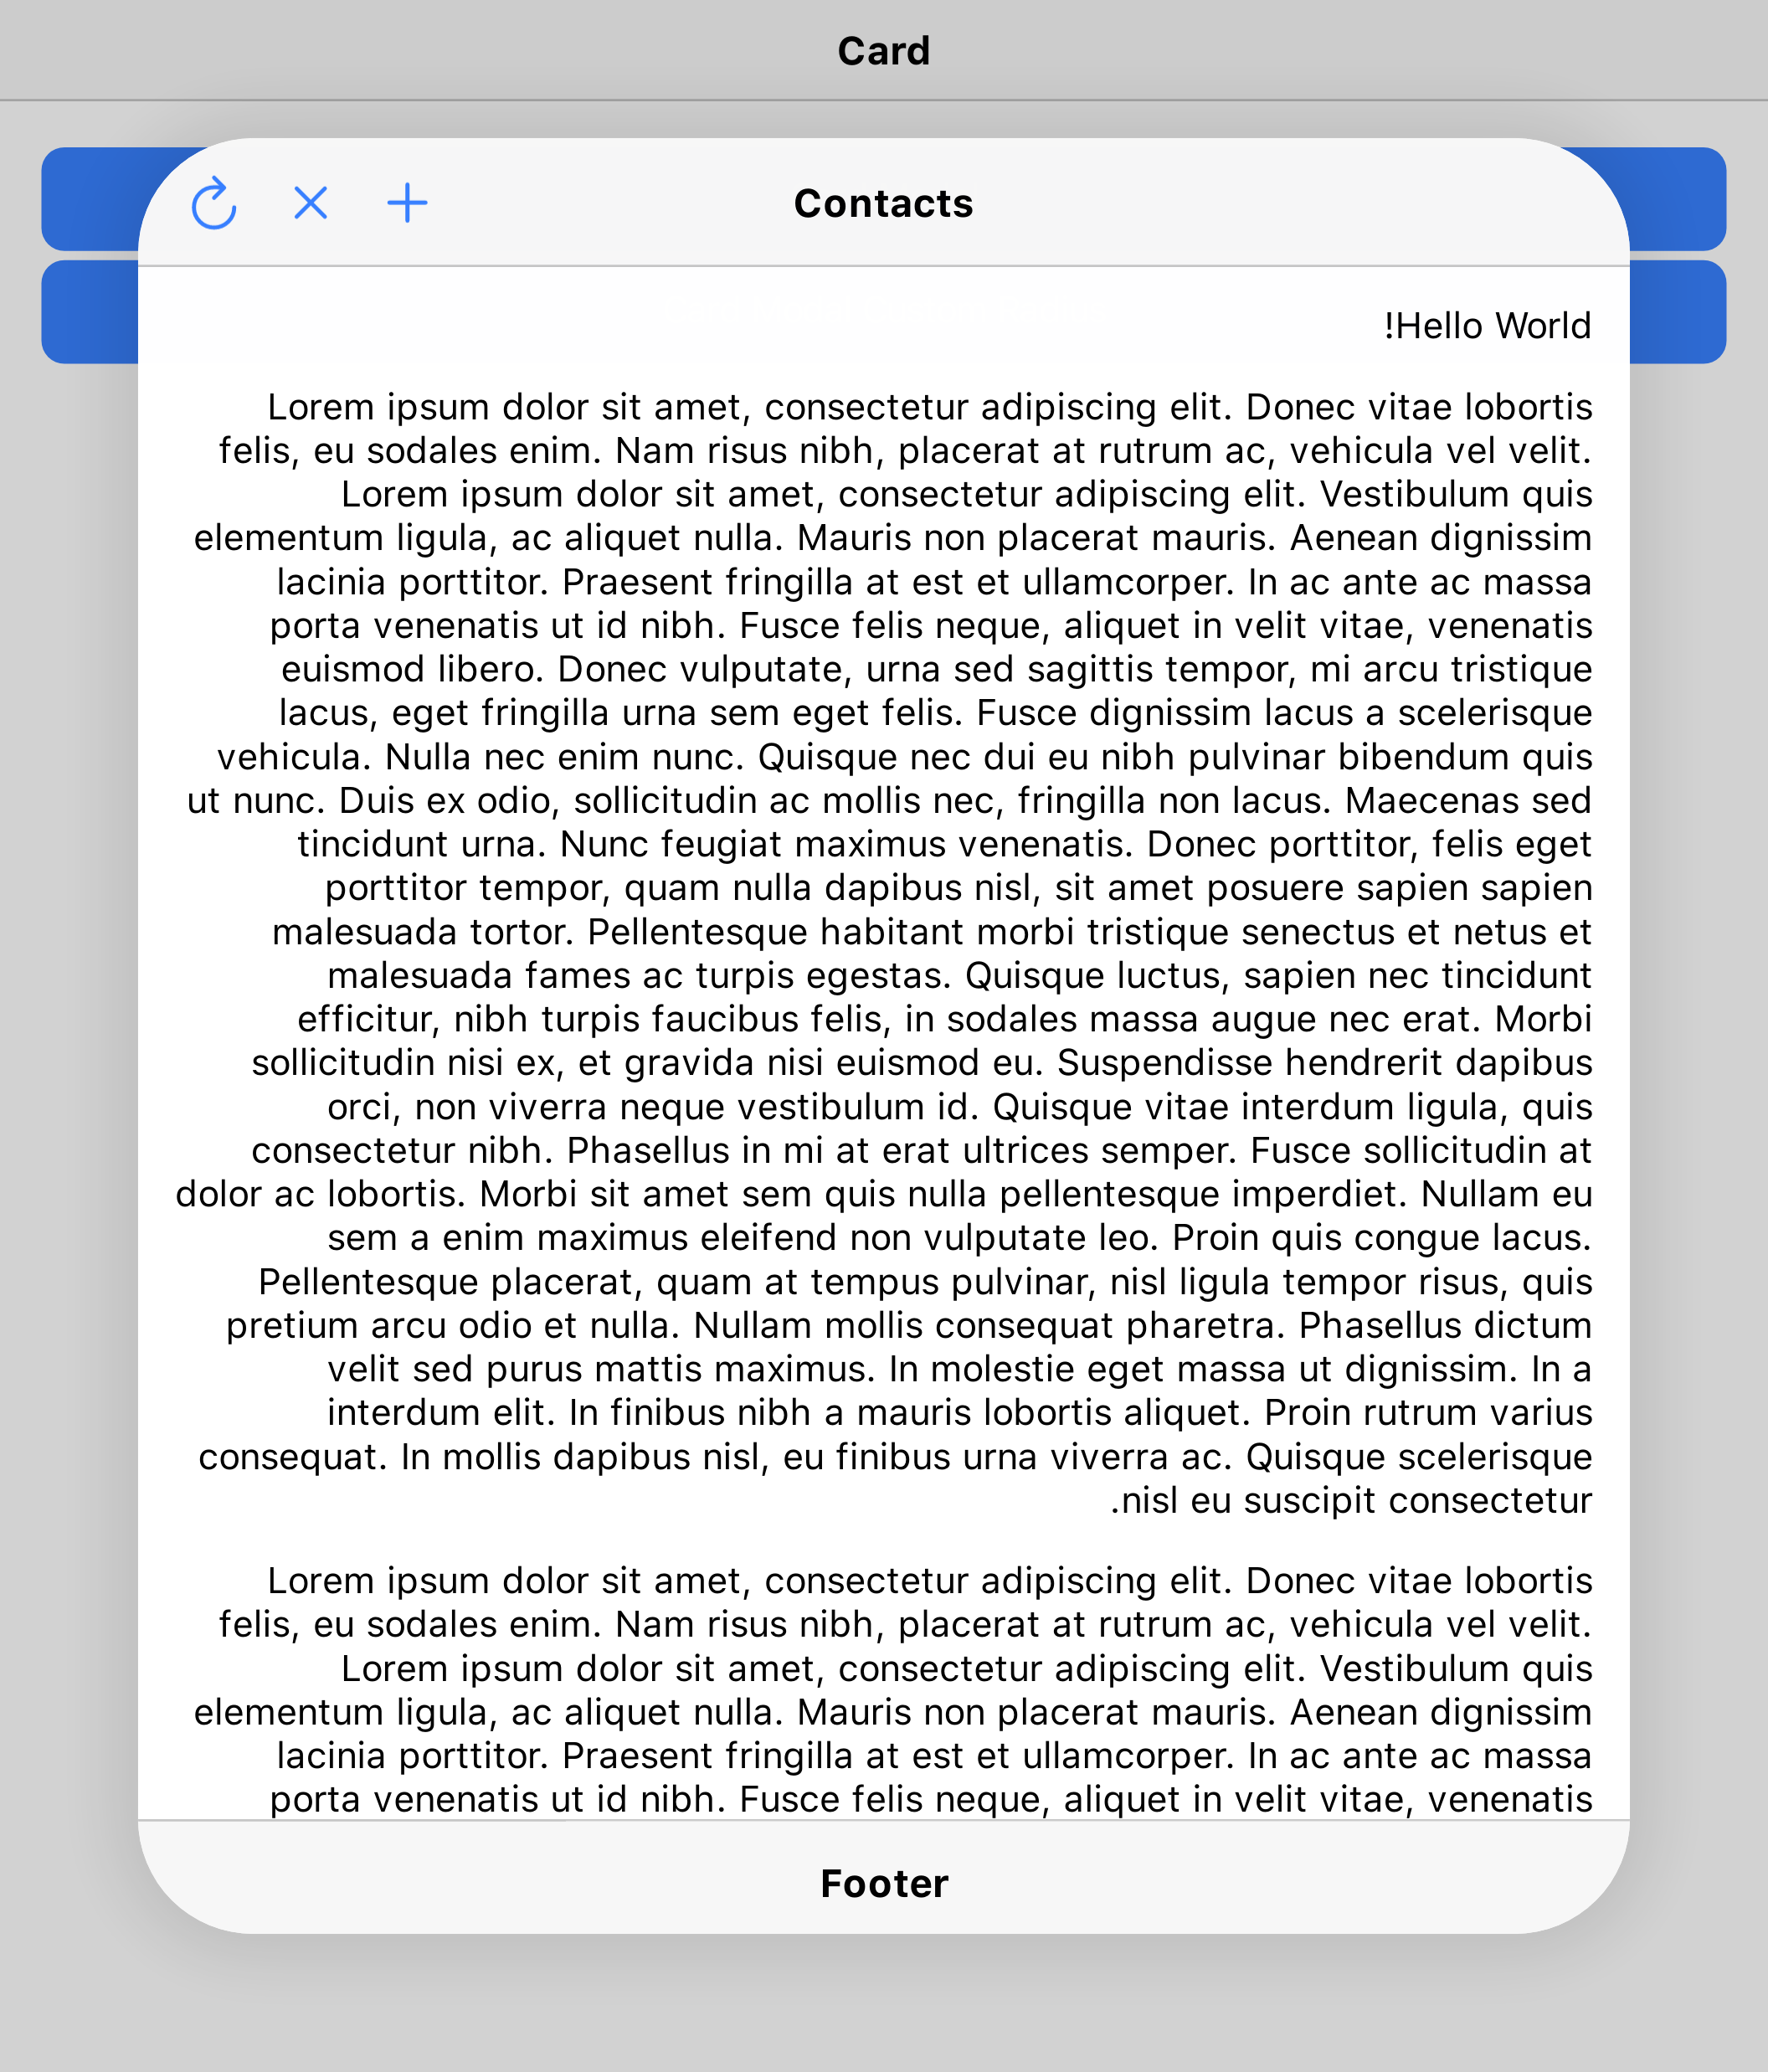 Card
Contacts
!Hello World
Lorem ipsum dolor sit amet, consectetur adipiscing elit. Donec vitae lobortis
felis, eu sodales enim. Nam risus nibh, placerat at rutrum ac, vehicula vel velit.
Lorem ipsum dolor sit amet, consectetur adipiscing elit. Vestibulum quis
elementum ligula, ac aliquet nulla. Mauris non placerat mauris. Aenean dignissim
lacinia porttitor. Praesent fringilla at est et ullamcorper. In ac ante ac massa
porta venenatis ut id nibh. Fusce felis neque, aliquet in velit vitae, venenatis
euismod libero. Donec vulputate, urna sed sagittis tempor, mi arcu tristique
lacus, eget fringilla urna sem eget felis. Fusce dignissim lacus a scelerisque
vehicula. Nulla nec enim nunc. Quisque nec dui eu nibh pulvinar bibendum quis
ut nunc. Duis ex odio, sollicitudin ac mollis nec, fringilla non lacus. Maecenas sed
tincidunt urna. Nunc feugiat maximus venenatis. Donec porttitor, felis eget
porttitor tempor, quam nulla dapibus nisl, sit amet posuere sapien sapien
malesuada tortor. Pellentesque habitant morbi tristique senectus et netus et
malesuada fames ac turpis egestas. Quisque luctus, sapien nec tincidunt
efficitur, nibh turpis faucibus felis, in sodales massa augue nec erat. Morbi
sollicitudin nisi ex, et gravida nisi euismod eu. Suspendisse hendrerit dapibus
orci, non viverra neque vestibulum id. Quisque vitae interdum ligula, quis
consectetur nibh. Phasellus in mi at erat ultrices semper. Fusce sollicitudin at
dolor ac lobortis. Morbi sit amet sem quis nulla pellentesque imperdiet. Nullam eu
sem a enim maximus eleifend non vulputate leo. Proin quis congue lacus.
Pellentesque placerat, quam at tempus pulvinar, nisl ligula tempor risus, quis
pretium arcu odio et nulla. Nullam mollis consequat pharetra. Phasellus dictum
velit sed purus mattis maximus. In molestie eget massa ut dignissim. In a
interdum elit. In finibus nibh a mauris lobortis aliquet. Proin rutrum varius
consequat. In mollis dapibus nisl, eu finibus urna viverra ac. Quisque scelerisque
.nisl eu suscipit consectetur
Lorem ipsum dolor sit amet, consectetur adipiscing elit. Donec vitae lobortis
felis, eu sodales enim. Nam risus nibh, placerat at rutrum ac, vehicula vel velit.
Lorem ipsum dolor sit amet, consectetur adipiscing elit. Vestibulum quis
elementum ligula, ac aliquet nulla. Mauris non placerat mauris. Aenean dignissim
lacinia porttitor. Praesent fringilla at est et ullamcorper. In ac ante ac massa
porta venenatis ut id nibh. Fusce felis neque, aliquet in velit vitae, venenatis
Footer